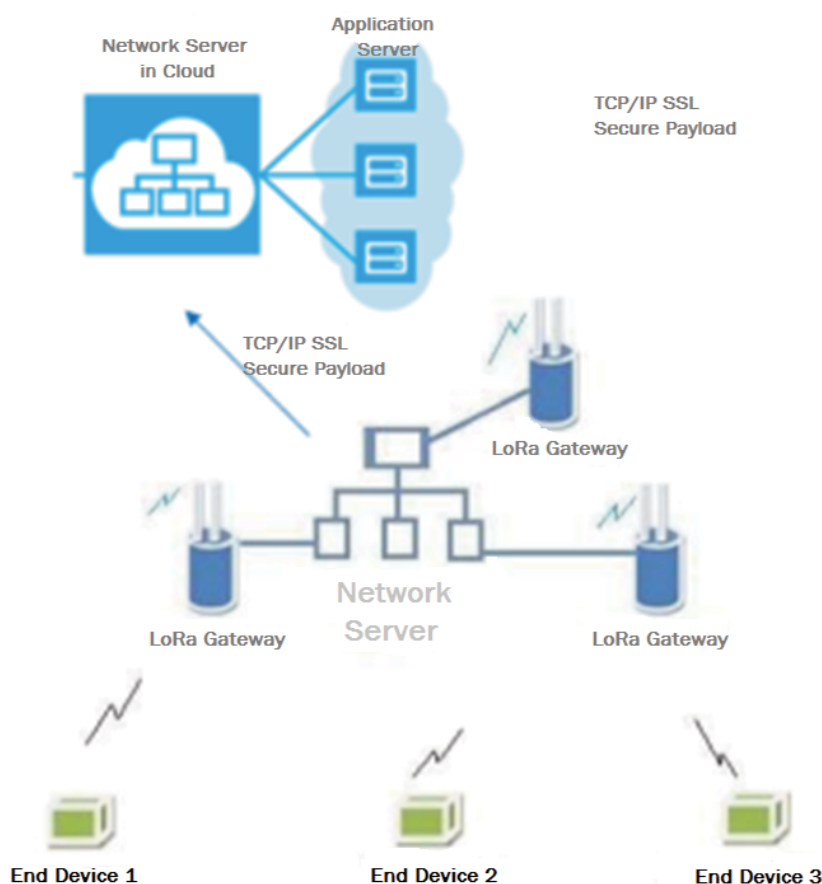 Application
Server
Network Server
in Cloud
TCP/IP SSL
Secure Payload
TCP/IP SSL
Secure Payload
LoRa Gateway
Network
Server
LoRa Gateway
LoRa Gateway
End Device 1
End Device 2
End Device 3